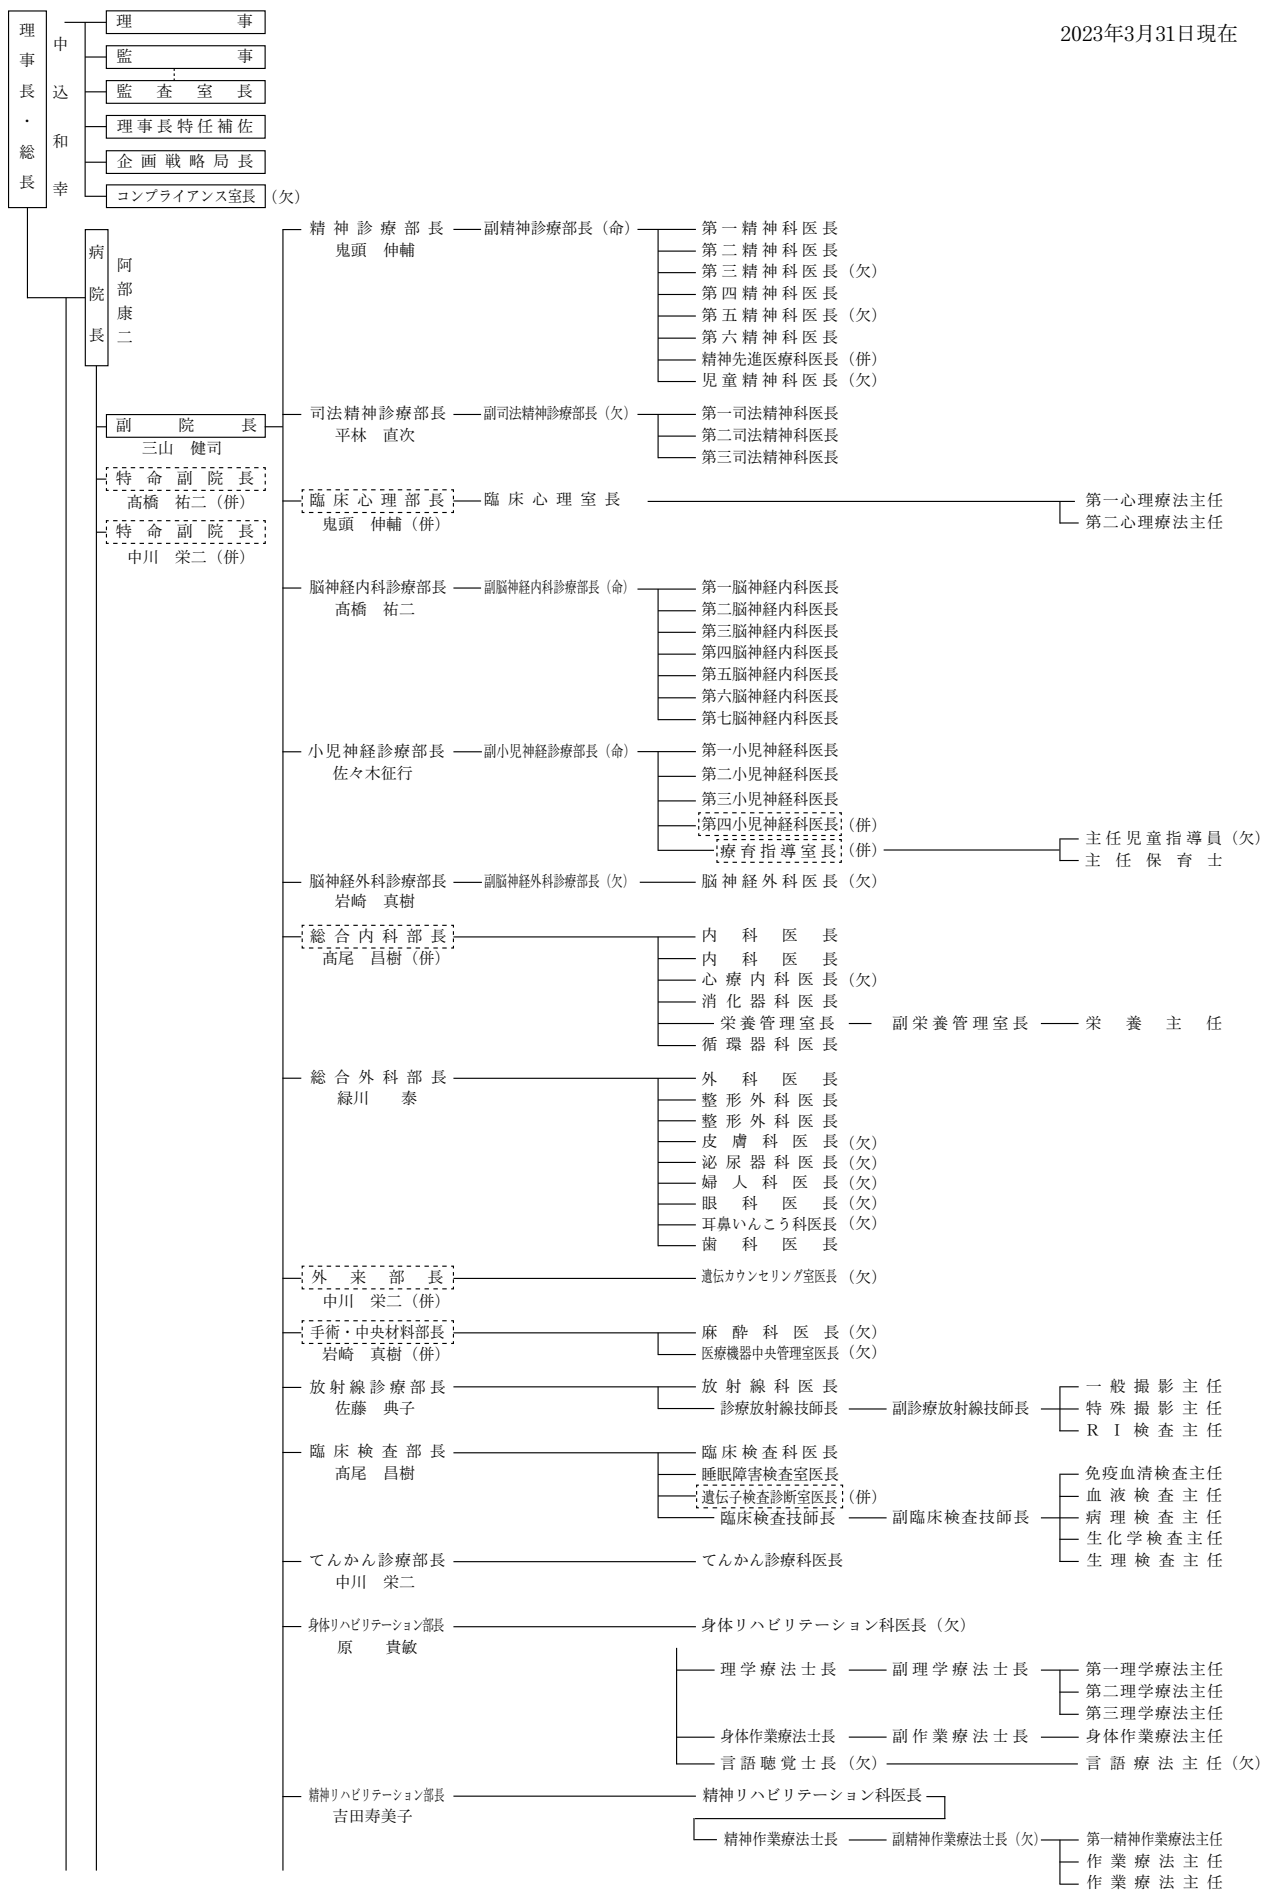 2023年3月31日現在
理事長・総長
中込和幸
理事
監事
監査室長
理事長特任補佐
企画戦略局長
コンプライアンス室長(欠)
病院長
阿部康二
副院長
三山 健司
特命副院長
髙橋 祐二(併)
特命副院長
中川 栄二(併)
精神診療部長 副精神診療部長(命) 第一精神科医長
鬼頭 伸輔 第二精神科医長
第三精神科医長(欠)
第四精神科医長
第五精神科医長(欠)
第六精神科医長
精神先進医療科医長(併)
児童精神科医長(欠)
司法精神診療部長 副司法精神診療部長(欠) 第一司法精神科医長
平林 直次 第二司法精神科医長
第三司法精神科医長
臨床心理部長 臨床心理室長 第一心理療法主任
鬼頭 伸輔(併) 第二心理療法主任
脳神経内科診療部長 副脳神経内科診療部長(命) 第一脳神経内科医長
髙橋 祐二 第二脳神経内科医長
第三脳神経内科医長
第四脳神経内科医長
第五脳神経内科医長
第六脳神経内科医長
第七脳神経内科医長
小児神経診療部長 副小児神経診療部長(命) 第一小児神経科医長
佐々木征行 第二小児神経科医長
第三小児神経科医長
第四小児神経科医長(併)
療育指導室長(併) 主任児童指導員(欠)
主任保育士
脳神経外科診療部長 副脳神経外科診療部長(欠) 脳神経外科医長(欠)
岩崎 真樹
総合内科部長 内科医長
髙尾 昌樹(併) 内科医長
心療内科医長(欠)
消化器科医長
栄養管理室長 副栄養管理室長 栄養主任
循環器科医長
総合外科部長 外科医長
緑川 泰 整形外科医長
整形外科医長
皮膚科医長(欠)
泌尿器科医長(欠)
婦人科医長(欠)
眼科医長(欠)
耳鼻いんこう科医長(欠)
歯科医長
外来部長 遺伝カウンセリング室医長(欠)
中川 栄二(併)
手術・中央材料部長 麻酔科医長(欠)
岩崎 真樹(併) 医療機器中央管理室医長(欠)
放射線診療部長 放射線科医長 一般撮影主任
佐藤 典子 診療放射線技師長 副診療放射線技師長 特殊撮影主任
RI検査主任
臨床検査部長 臨床検査科医長
髙尾 昌樹 睡眠障害検査室医長 免疫血清検査主任
遺伝子検査診断室医長(併) 血液検査主任
臨床検査技師長 副臨床検査技師長 病理検査主任
生化学検査主任
てんかん診療部長 てんかん診療科医長 生理検査主任
中川 栄二
身体リハビリテーション部長 身体リハビリテーション科医長(欠)
原 貴敏
理学療法士長 副理学療法士長 第一理学療法主任
第二理学療法主任
第三理学療法主任
身体作業療法士長 副作業療法士長 身体作業療法主任
言語聴覚士長(欠) 言語療法主任(欠)
精神リハビリテーション部長 精神リハビリテーション科医長
吉田寿美子
精神作業療法士長 副精神作業療法士長(欠) 第一精神作業療法主任
作業療法主任
作業療法主任